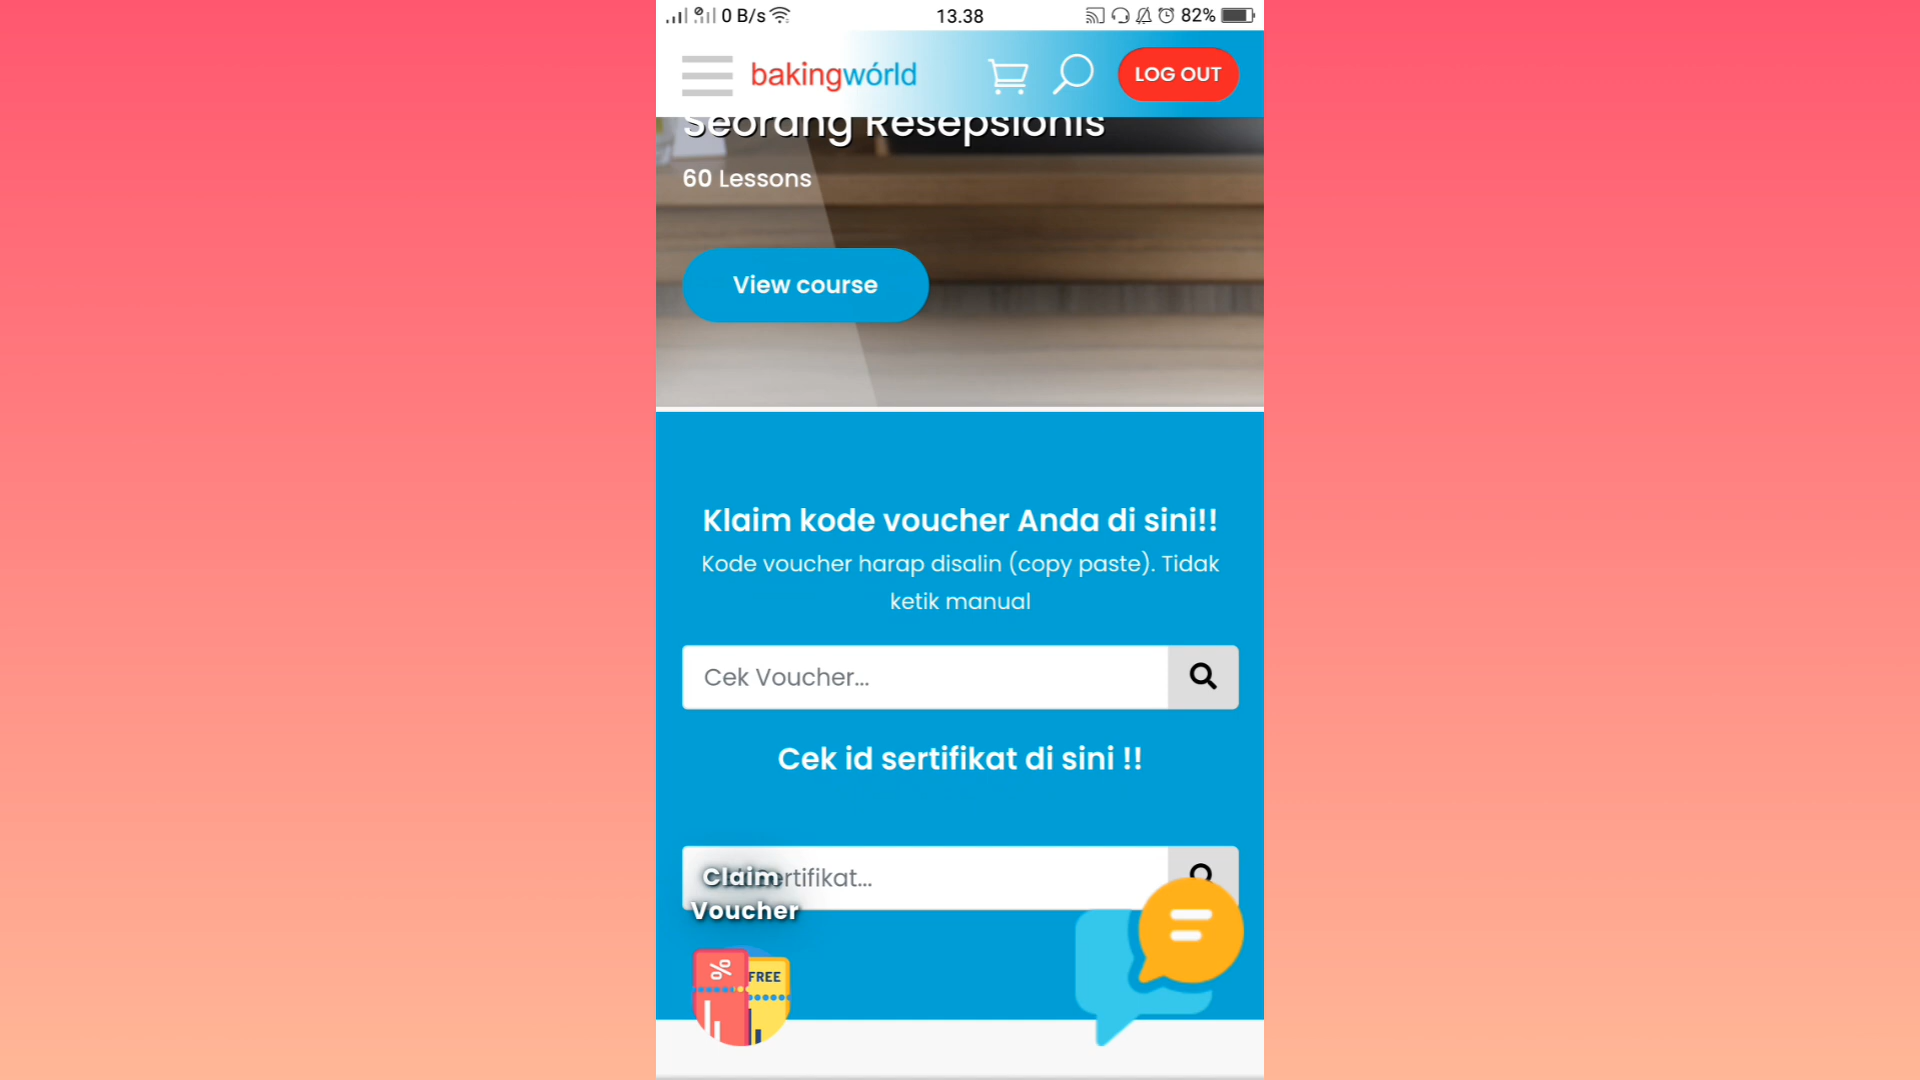 0 B/s 13.38 82%
bakingwórld LOG OUT
Seorang Resepsionis
60 Lessons
View course
Klaim kode voucher Anda di sini!!
Kode voucher harap disalin (copy paste). Tidak
ketik manual
Cek Voucher...
Cek id sertifikat di sini !!
ertifikat...
Claim
Voucher
% FREE